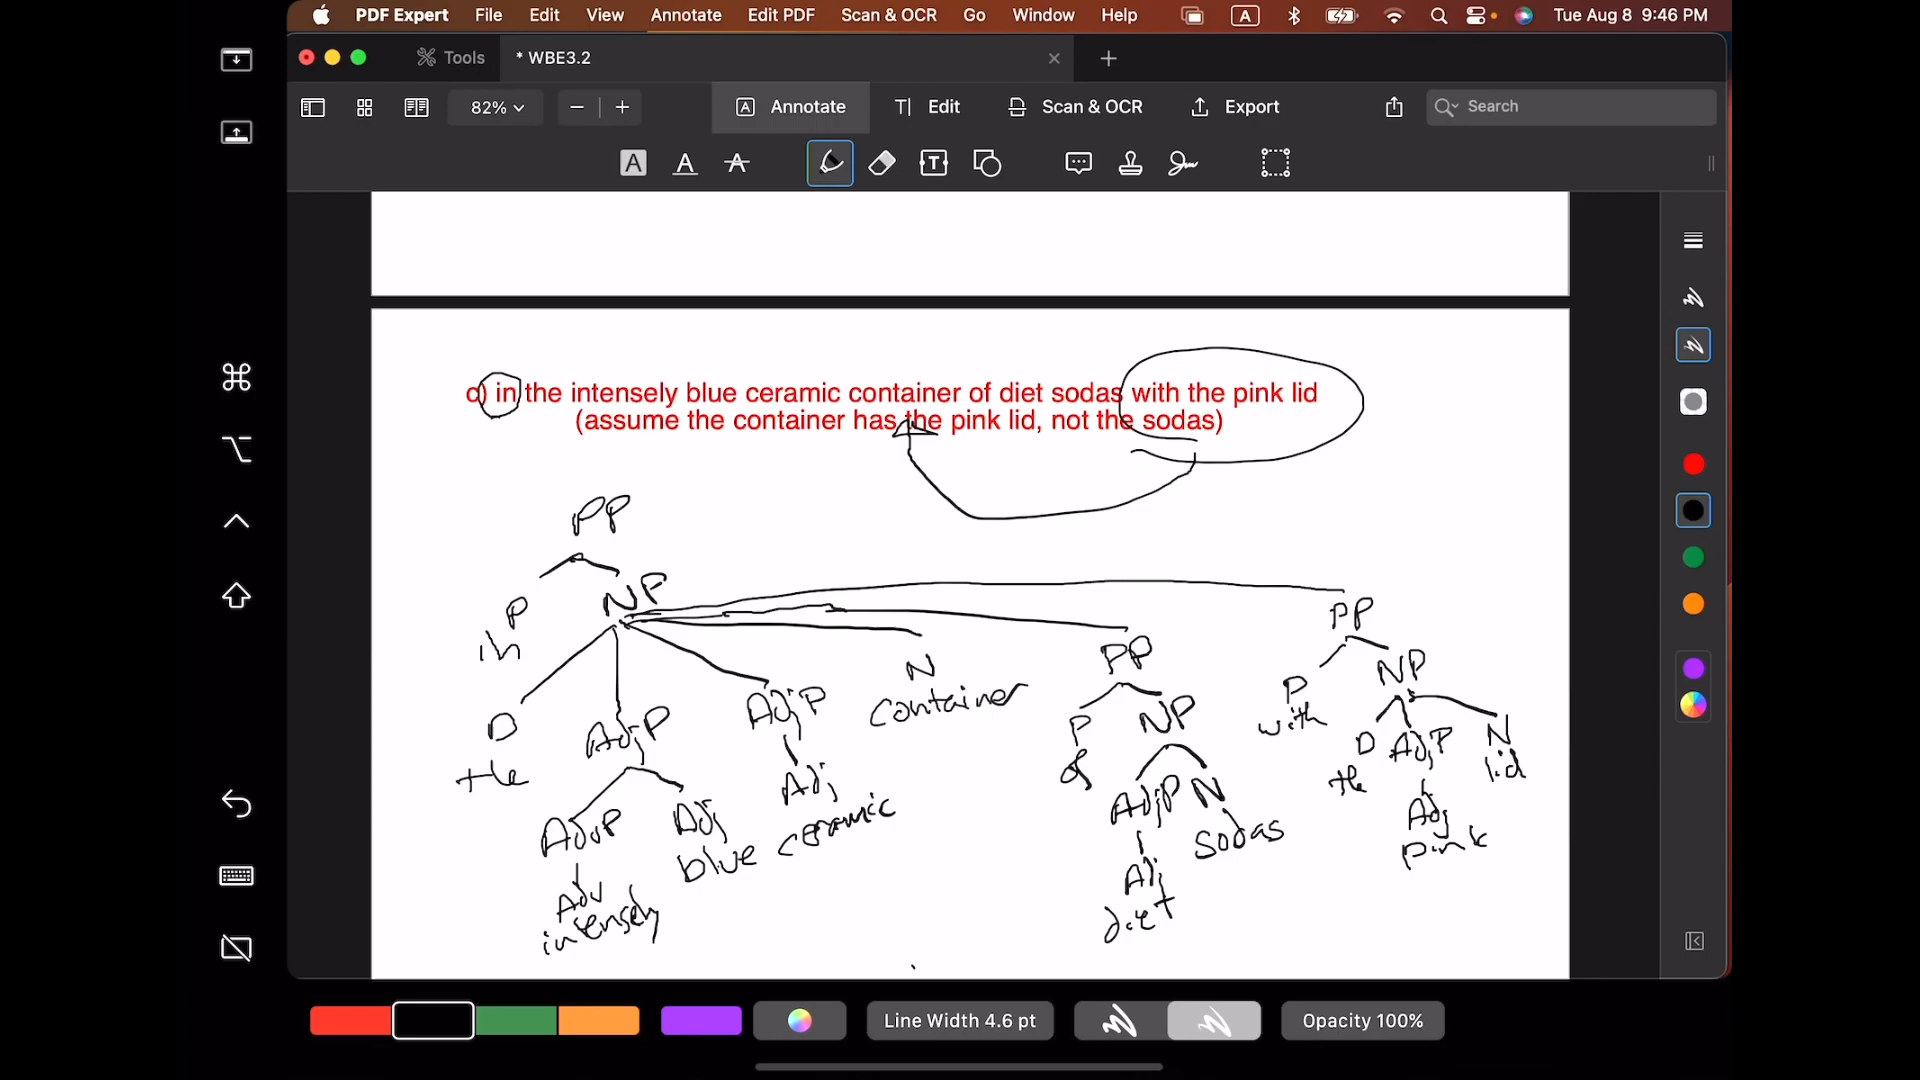 PDF Expert File Edit View Annotate Edit PDF Scan & OCR Go Window Help A Tue Aug 8 9:46 PM
Tools * WBE3.2
82% Annotate Edit Scan & OCR Export Search
A A A T
c) in the intensely blue ceramic container of diet sodas with the pink lid
(assume the container has the pink lid, not the sodas)
PP
P NP PP
in N PP P NP
D AdjP AdjP container P NP with D AdjP N
the Adj of the lid
AdvP Adj ceramic AdjP N Adj
blue sodas pink
Adv Adj
intensely diet
Line Width 4.6 pt Opacity 100%